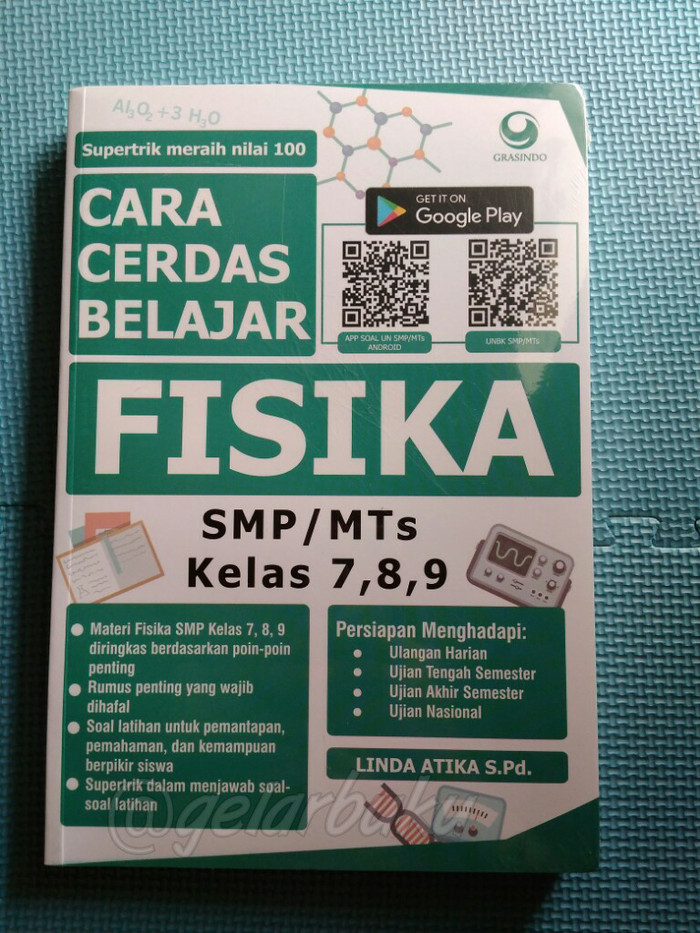 Al₃O₂+3 H₃O
Supertrik meraih nilai 100
GRASINDO
CARA
CERDAS
BELAJAR
GET IT ON
Google Play
APP SOAL UN SMP/MTs
ANDROID
UNBK SMP/MTs
FISIKA
SMP/MTs
Kelas 7,8,9
• Materi Fisika SMP Kelas 7, 8, 9
diringkas berdasarkan poin-poin
penting
• Rumus penting yang wajib
dihafal
• Soal latihan untuk pemantapan,
pemahaman, dan kemampuan
berpikir siswa
• Supertrik dalam menjawab soal-
soal latihan
Persiapan Menghadapi:
• Ulangan Harian
• Ujian Tengah Semester
• Ujian Akhir Semester
• Ujian Nasional
LINDA ATIKA S.Pd.
@gelarbuku